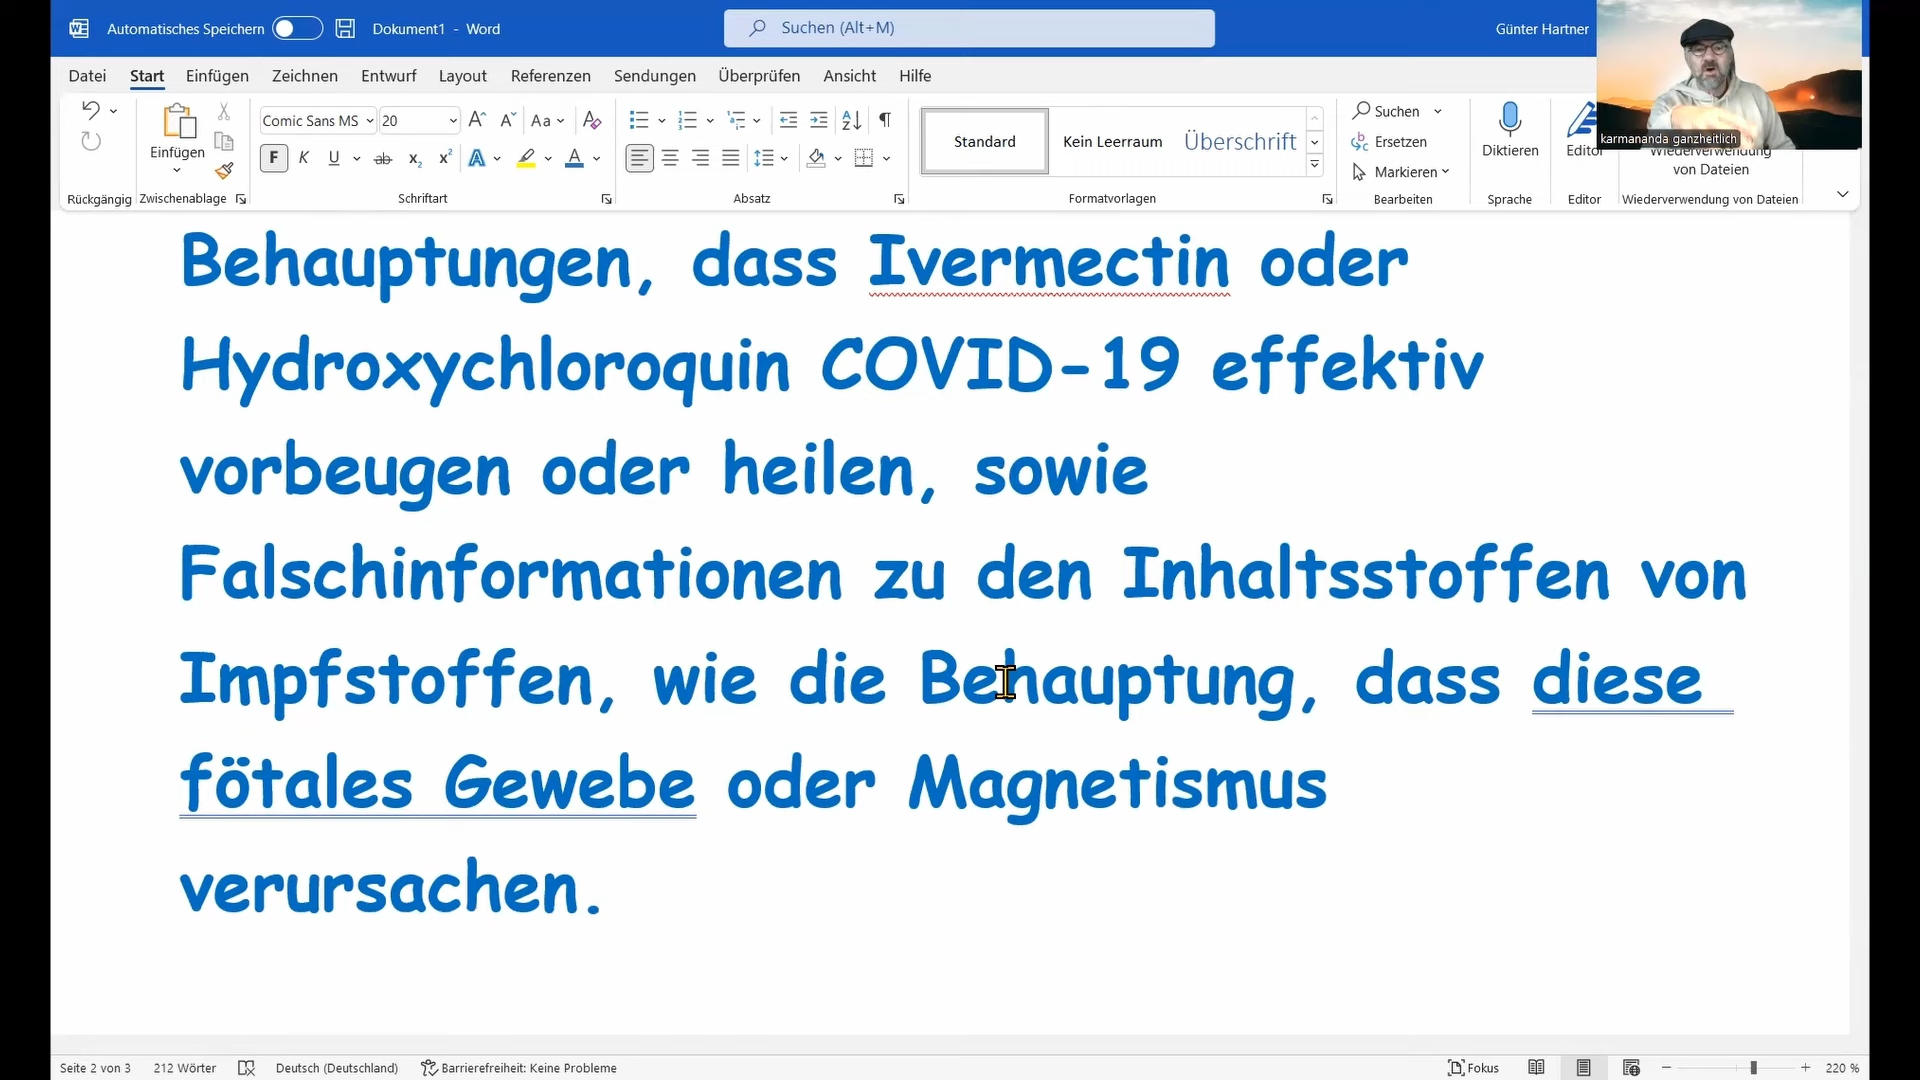 Automatisches Speichern
Dokument1 - Word
Suchen (Alt+M)
Günter Hartner
Datei Start Einfügen Zeichnen Entwurf Layout Referenzen Sendungen Überprüfen Ansicht Hilfe
karmananda ganzheitlich
Einfügen
Comic Sans MS 20
F K U ab
Standard
Kein Leerraum
Überschrift
Suchen
Ersetzen
Markieren
Diktieren
Editor
Wiederverwendung
von Dateien
Rückgängig Zwischenablage Schriftart Absatz Formatvorlagen Bearbeiten Sprache Editor Wiederverwendung von Dateien
Behauptungen, dass Ivermectin oder
Hydroxychloroquin COVID-19 effektiv
vorbeugen oder heilen, sowie
Falschinformationen zu den Inhaltsstoffen von
Impfstoffen, wie die Behauptung, dass diese
fötales Gewebe oder Magnetismus
verursachen.
Seite 2 von 3 212 Wörter Deutsch (Deutschland) Barrierefreiheit: Keine Probleme Fokus 220 %